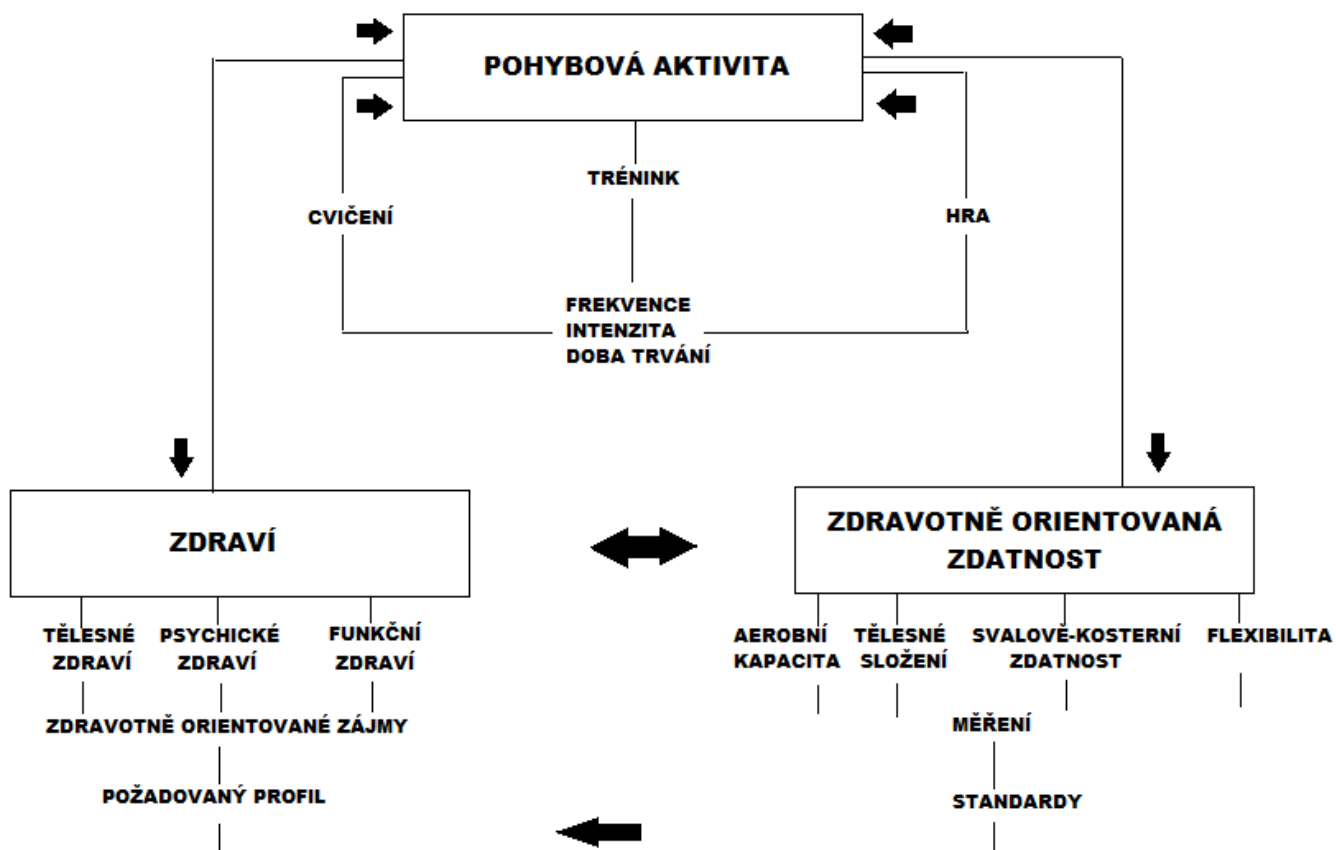 POHYBOVÁ AKTIVITA
TRÉNINK
CVIČENÍ
HRA
FREKVENCE
INTENZITA
DOBA TRVÁNÍ
ZDRAVÍ
ZDRAVOTNĚ ORIENTOVANÁ
ZDATNOST
TĚLESNÉ
ZDRAVÍ
PSYCHICKÉ
ZDRAVÍ
FUNKČNÍ
ZDRAVÍ
AEROBNÍ
KAPACITA
TĚLESNÉ
SLOŽENÍ
SVALOVĚ-KOSTERNÍ
ZDATNOST
FLEXIBILITA
ZDRAVOTNĚ ORIENTOVANÉ ZÁJMY
MĚŘENÍ
POŽADOVANÝ PROFIL
STANDARDY